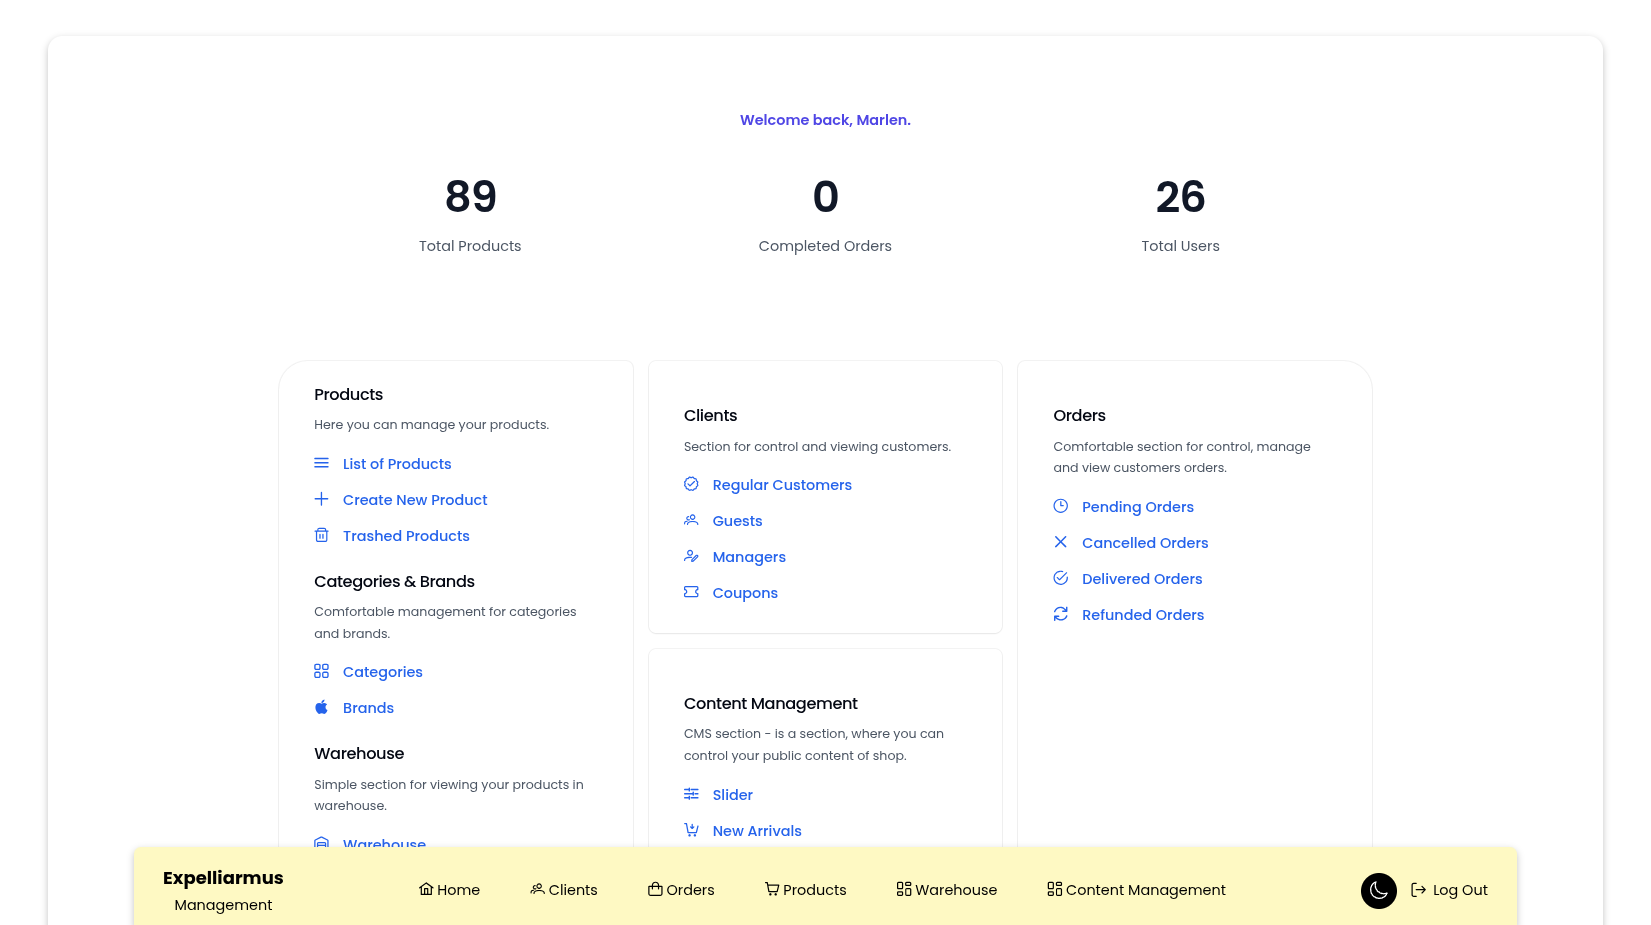 Welcome back, Marlen.
89
Total Products
0
Completed Orders
26
Total Users
Products
Here you can manage your products.
List of Products
Create New Product
Trashed Products
Categories & Brands
Comfortable management for categories
and brands.
Categories
Brands
Warehouse
Simple section for viewing your products in
warehouse.
Warehouse
Clients
Section for control and viewing customers.
Regular Customers
Guests
Managers
Coupons
Content Management
CMS section - is a section, where you can
control your public content of shop.
Slider
New Arrivals
Orders
Comfortable section for control, manage
and view customers orders.
Pending Orders
Cancelled Orders
Delivered Orders
Refunded Orders
Expelliarmus
Management
Home
Clients
Orders
Products
Warehouse
Content Management
Log Out